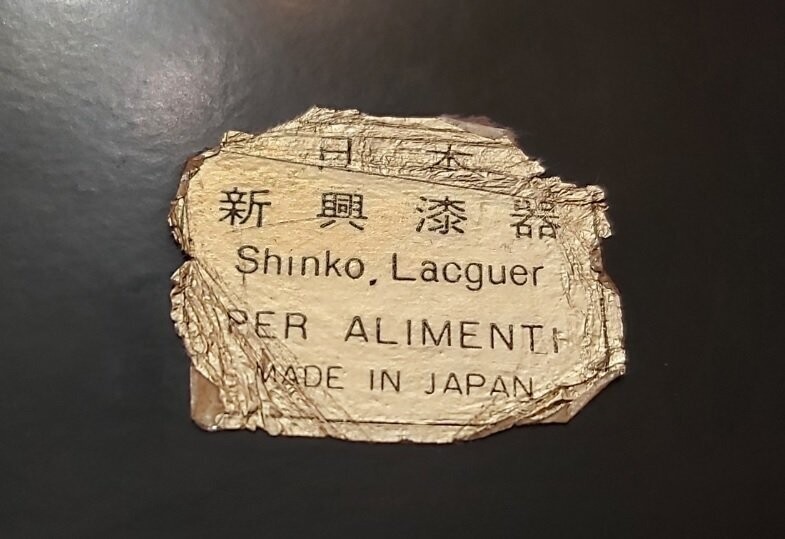 日本
新興漆器
Shinko. Lacguer
PER ALIMENTI
MADE IN JAPAN